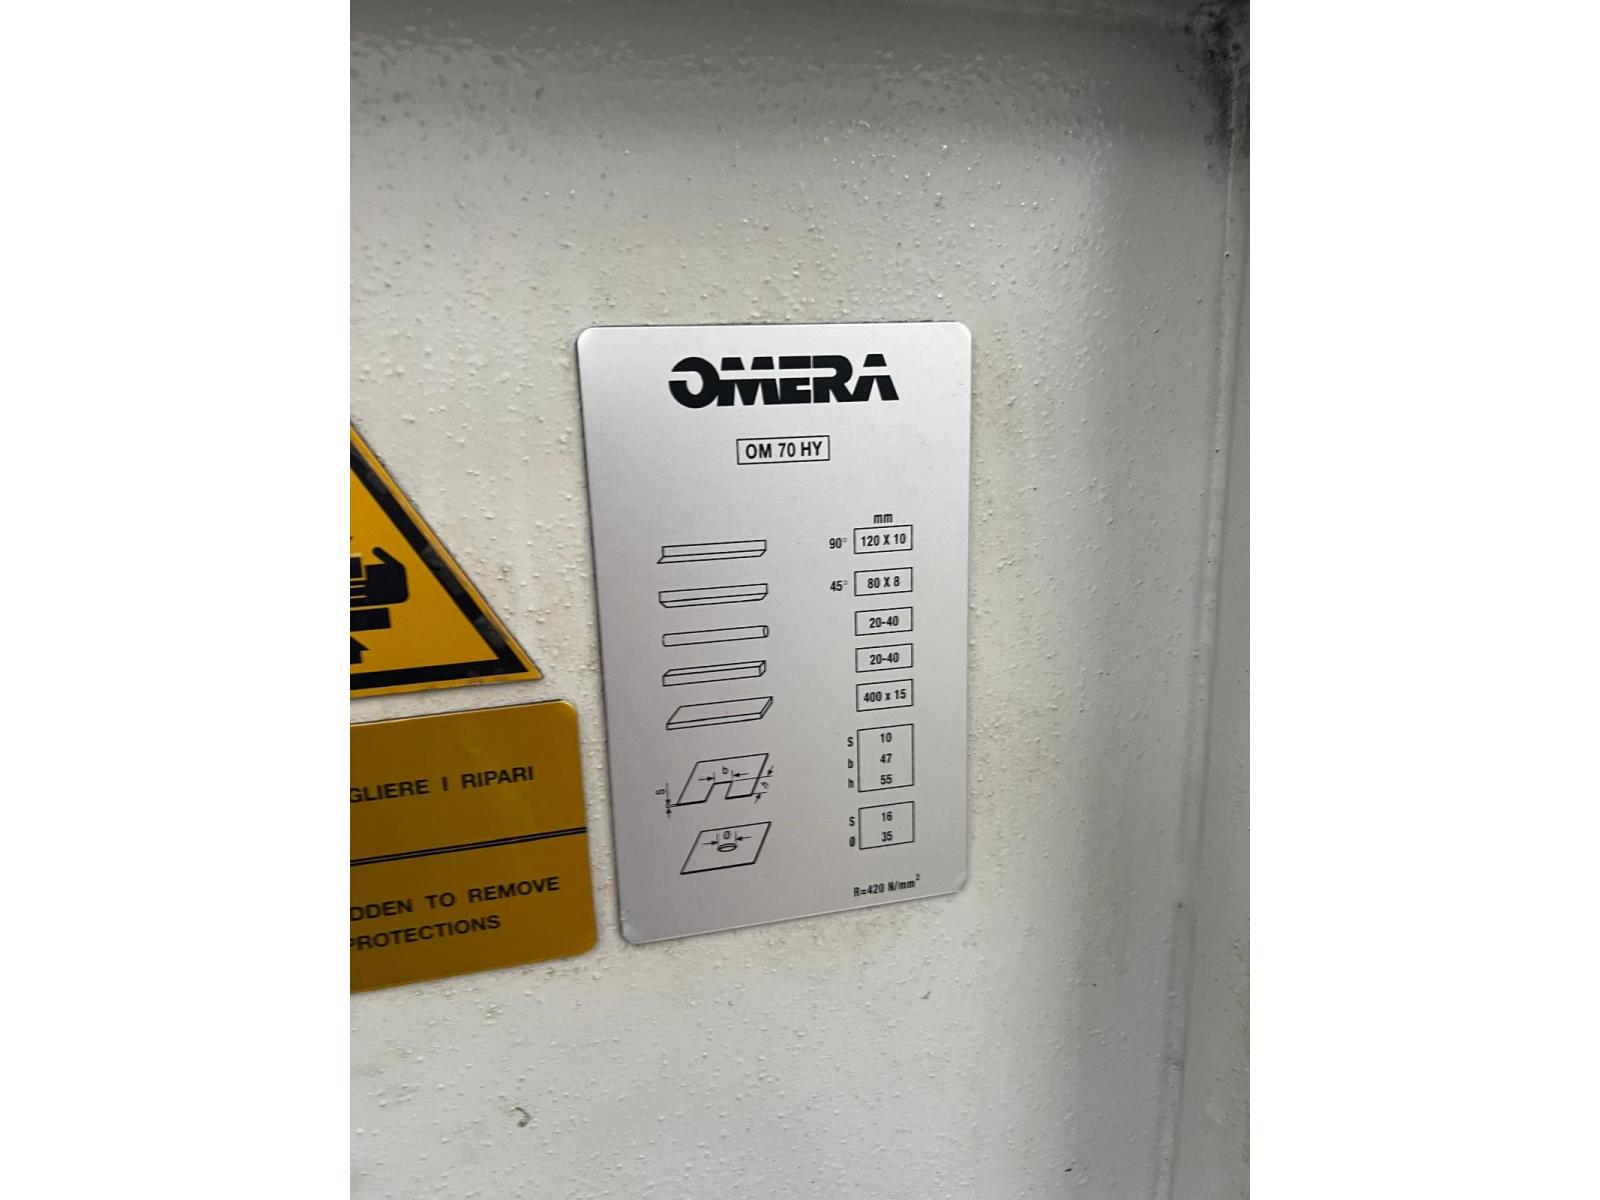 OMERA
OM 70 HY
mm
90° 120 X 10
45° 80 X 8
20-40
20-40
400 x 15
S 10
b 47
h 55
S b h
S 16
Ø 35
Ø
R=420 N/mm²
GLIERE I RIPARI
DDEN TO REMOVE
PROTECTIONS